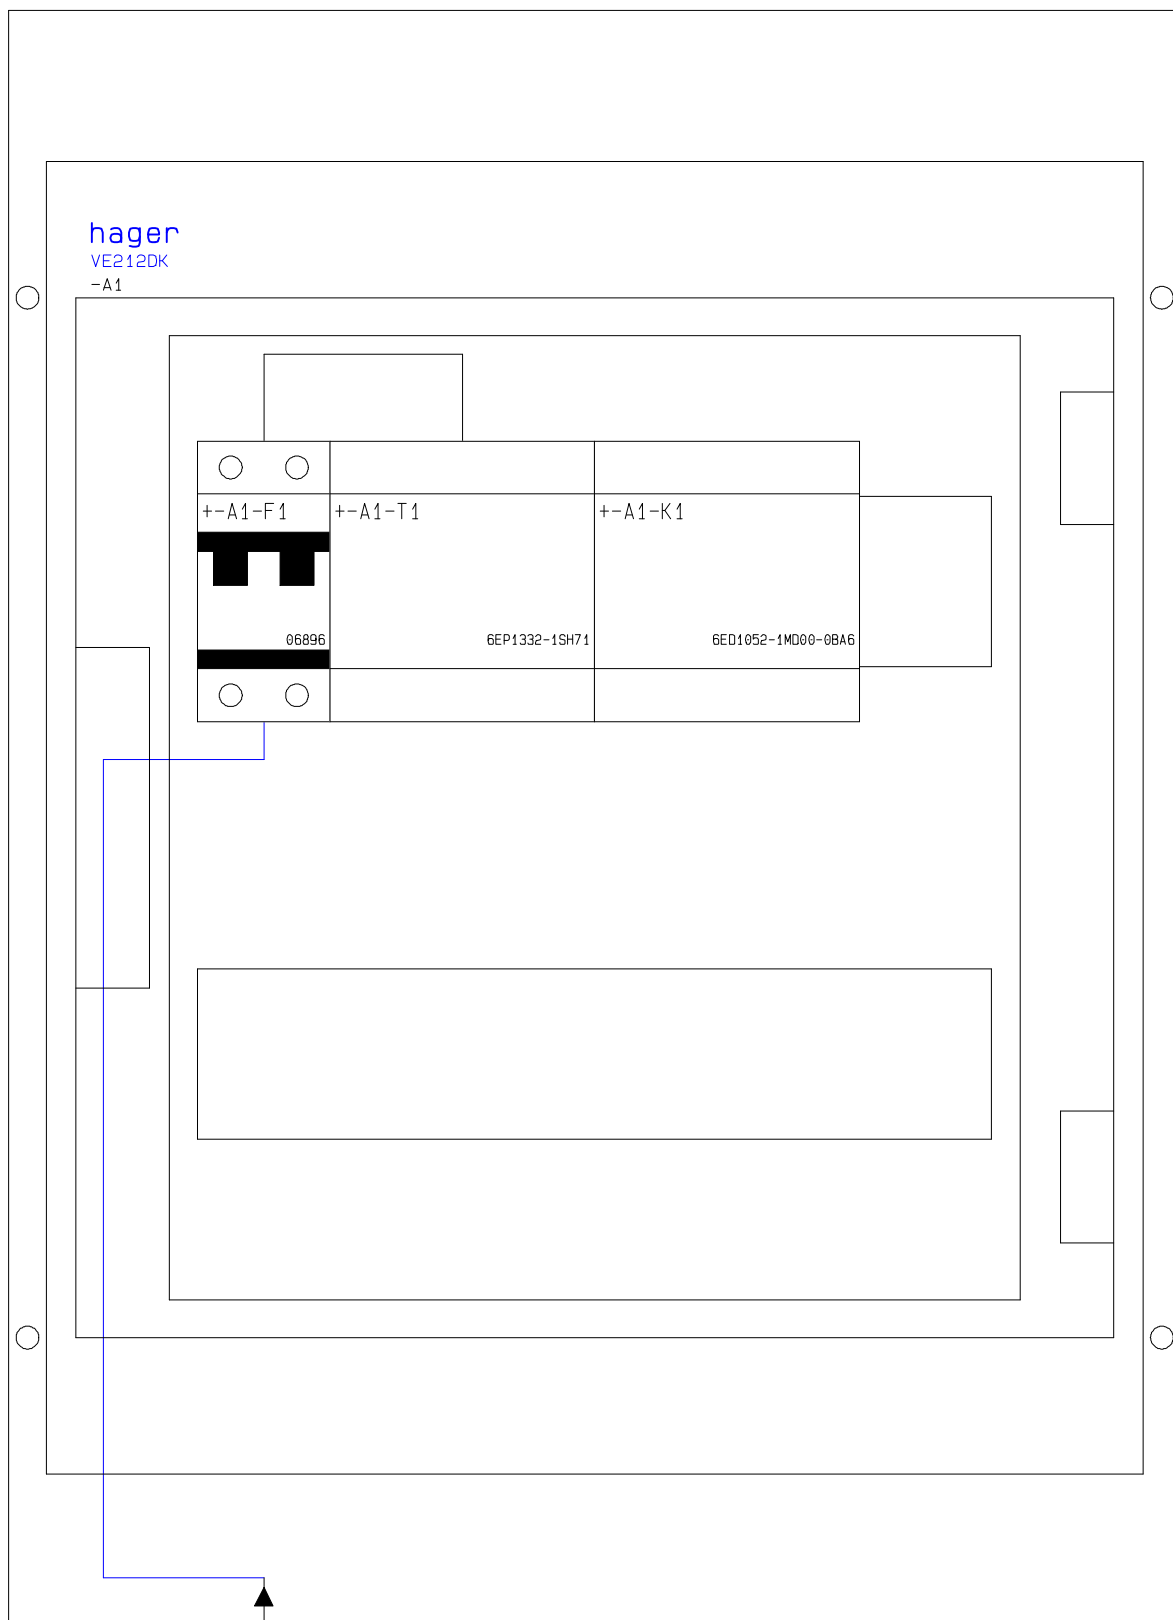 hager
VE212DK
-A1
+-A1-F1
+-A1-T1
+-A1-K1
06896
6EP1332-1SH71
6ED1052-1MD00-0BA6